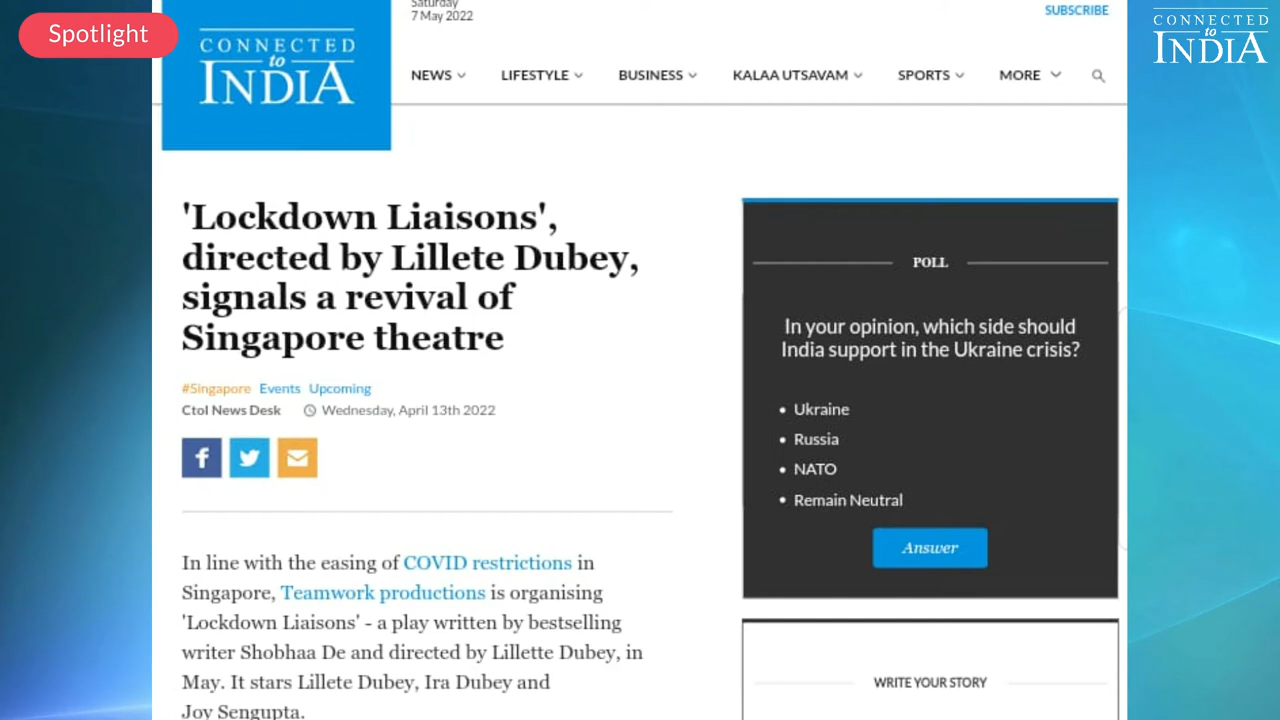 Spotlight
CONNECTED
to
INDIA
Saturday
7 May 2022
SUBSCRIBE
CONNECTED
to
INDIA
NEWS
LIFESTYLE
BUSINESS
KALAA UTSAVAM
SPORTS
MORE
'Lockdown Liaisons',
directed by Lillete Dubey,
signals a revival of
Singapore theatre
#Singapore Events Upcoming
CtoI News Desk Wednesday, April 13th 2022
In line with the easing of COVID restrictions in
Singapore, Teamwork productions is organising
'Lockdown Liaisons' - a play written by bestselling
writer Shobhaa De and directed by Lillette Dubey, in
May. It stars Lillete Dubey, Ira Dubey and
Joy Sengupta.
POLL
In your opinion, which side should
India support in the Ukraine crisis?
• Ukraine
• Russia
• NATO
• Remain Neutral
Answer
WRITE YOUR STORY